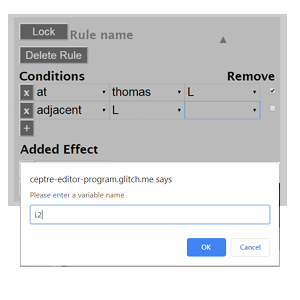 Lock Rule name
Delete Rule
Conditions Remove
x at thomas L
x adjacent L
+
Added Effect
ceptre-editor-program.glitch.me says
Please enter a variable name
L2
OK Cancel